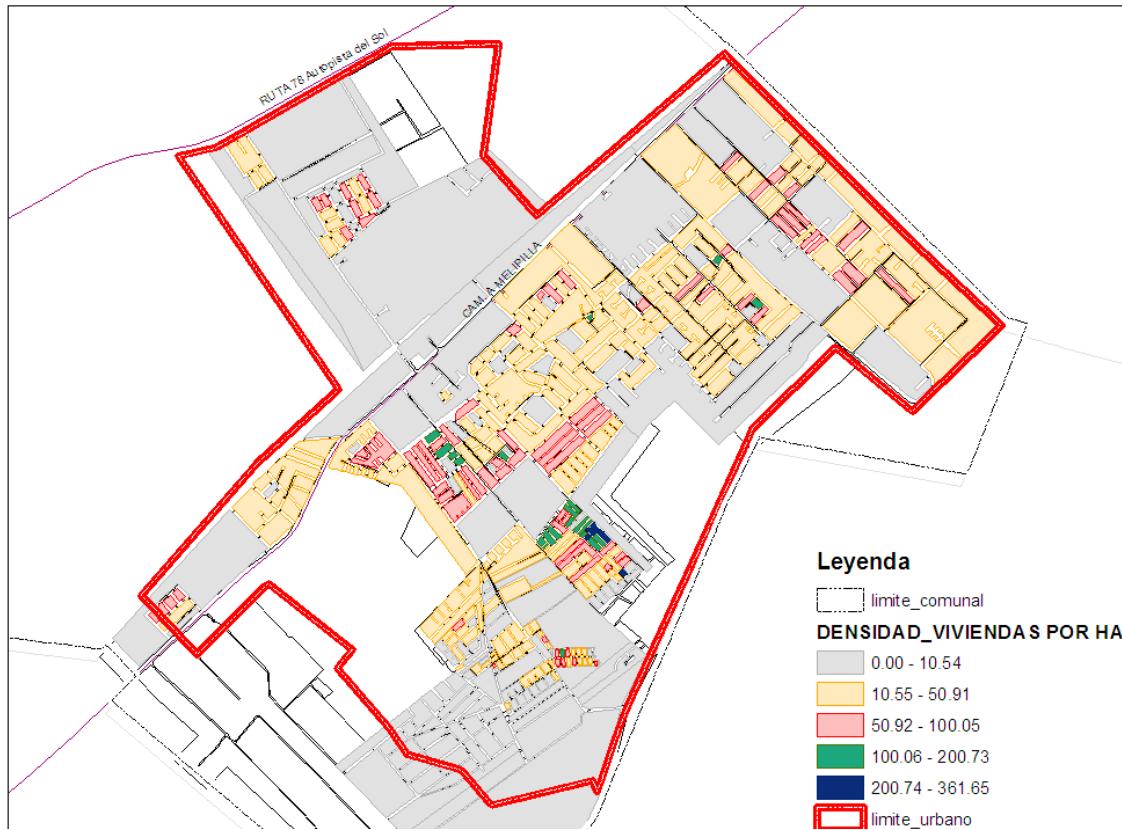 RUTA 78 Autopista del Sol
CAM. A MELIPILLA
Leyenda
limite_comunal
DENSIDAD_VIVIENDAS POR HA
0.00 - 10.54
10.55 - 50.91
50.92 - 100.05
100.06 - 200.73
200.74 - 361.65
limite_urbano